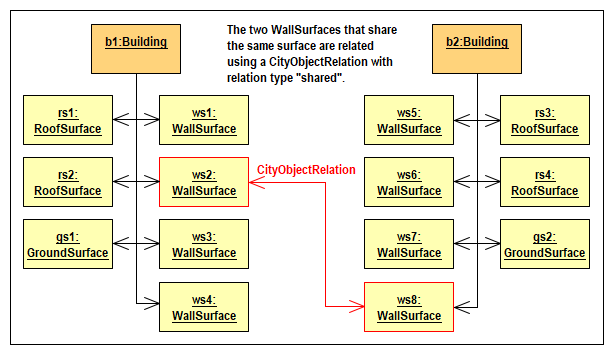 b1:Building
The two WallSurfaces that share
the same surface are related
using a CityObjectRelation with
relation type "shared".
b2:Building
rs1:
RoofSurface
ws1:
WallSurface
ws5:
WallSurface
rs3:
RoofSurface
rs2:
RoofSurface
ws2:
WallSurface
CityObjectRelation
ws6:
WallSurface
rs4:
RoofSurface
gs1:
GroundSurface
ws3:
WallSurface
ws7:
WallSurface
gs2:
GroundSurface
ws4:
WallSurface
ws8:
WallSurface